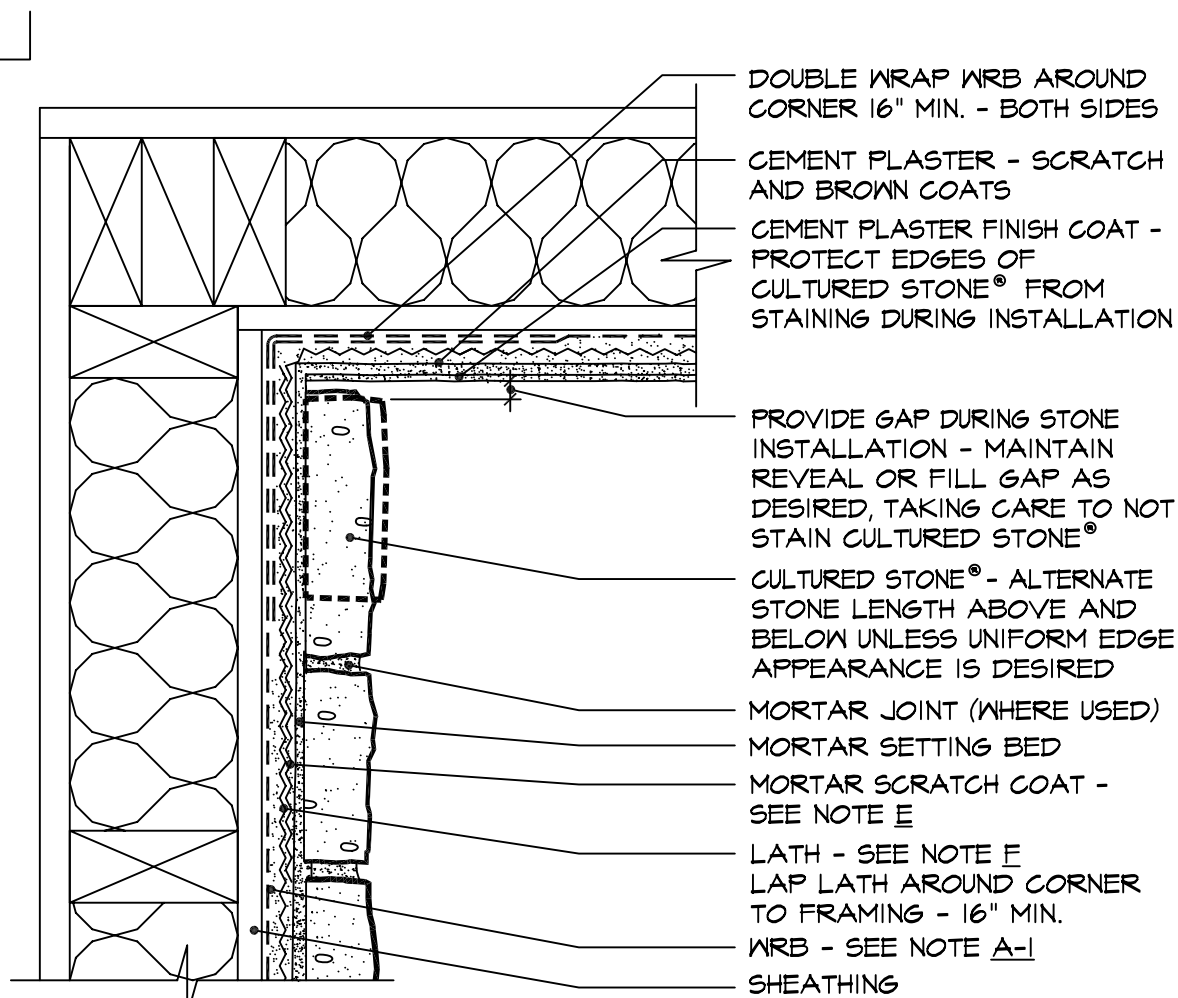 DOUBLE WRAP WRB AROUND
CORNER 16" MIN. - BOTH SIDES
CEMENT PLASTER - SCRATCH
AND BROWN COATS
CEMENT PLASTER FINISH COAT -
PROTECT EDGES OF
CULTURED STONE® FROM
STAINING DURING INSTALLATION
PROVIDE GAP DURING STONE
INSTALLATION - MAINTAIN
REVEAL OR FILL GAP AS
DESIRED, TAKING CARE TO NOT
STAIN CULTURED STONE®
CULTURED STONE® - ALTERNATE
STONE LENGTH ABOVE AND
BELOW UNLESS UNIFORM EDGE
APPEARANCE IS DESIRED
MORTAR JOINT (WHERE USED)
MORTAR SETTING BED
MORTAR SCRATCH COAT -
SEE NOTE E
LATH - SEE NOTE F
LAP LATH AROUND CORNER
TO FRAMING - 16" MIN.
WRB - SEE NOTE A-1
SHEATHING